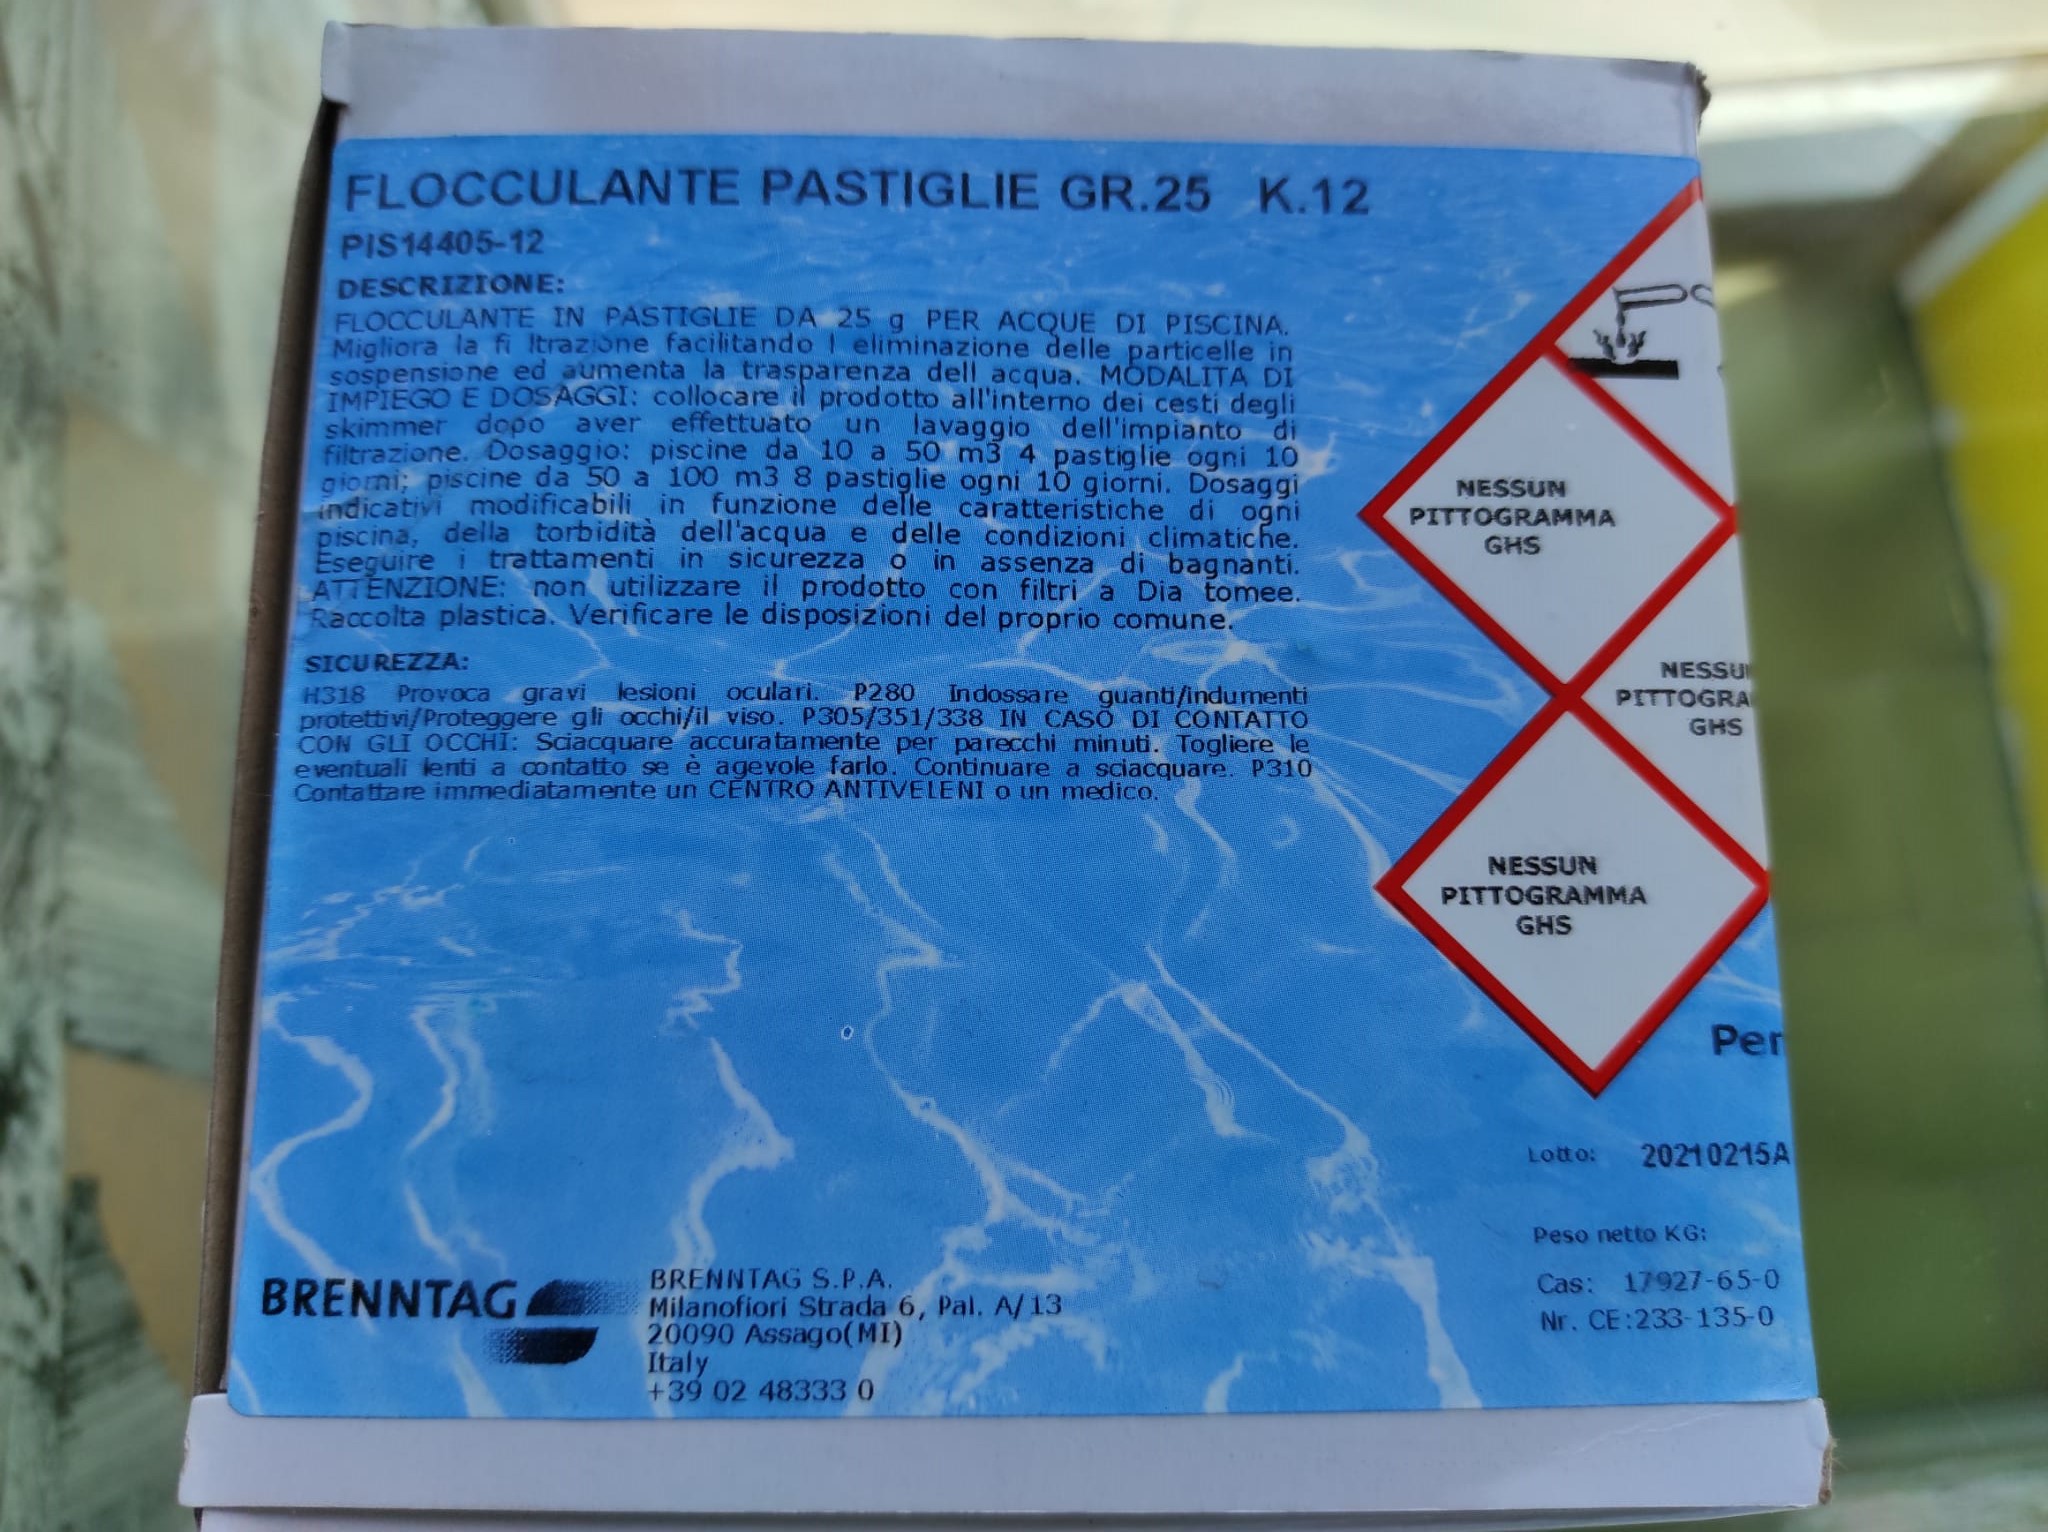 FLOCCULANTE PASTIGLIE GR.25 K.12
PIS14405-12
DESCRIZIONE:
FLOCCULANTE IN PASTIGLIE DA 25 g PER ACQUE DI PISCINA.
Migliora la fi ltrazione facilitando l eliminazione delle particelle in
sospensione ed aumenta la trasparenza dell acqua. MODALITA DI
IMPIEGO E DOSAGGI: collocare il prodotto all'interno dei cesti degli
skimmer dopo aver effettuato un lavaggio dell'impianto di
filtrazione. Dosaggio: piscine da 10 a 50 m3 4 pastiglie ogni 10
giorni; piscine da 50 a 100 m3 8 pastiglie ogni 10 giorni. Dosaggi
indicativi modificabili in funzione delle caratteristiche di ogni
piscina, della torbidità dell'acqua e delle condizioni climatiche.
Eseguire i trattamenti in sicurezza o in assenza di bagnanti.
ATTENZIONE: non utilizzare il prodotto con filtri a Dia tomee.
Raccolta plastica. Verificare le disposizioni del proprio comune.
SICUREZZA:
H318 Provoca gravi lesioni oculari. P280 Indossare guanti/indumenti
protettivi/Proteggere gli occhi/il viso. P305/351/338 IN CASO DI CONTATTO
CON GLI OCCHI: Sciacquare accuratamente per parecchi minuti. Togliere le
eventuali lenti a contatto se è agevole farlo. Continuare a sciacquare. P310
Contattare immediatamente un CENTRO ANTIVELENI o un medico.
NESSUN
PITTOGRAMMA
GHS
NESSU
PITTOGRA
GHS
NESSUN
PITTOGRAMMA
GHS
Per
Lotto: 20210215A
Peso netto KG:
Cas: 17927-65-0
Nr. CE:233-135-0
BRENNTAG
BRENNTAG S.P.A.
Milanofiori Strada 6, Pal. A/13
20090 Assago(MI)
Italy
+39 02 48333 0